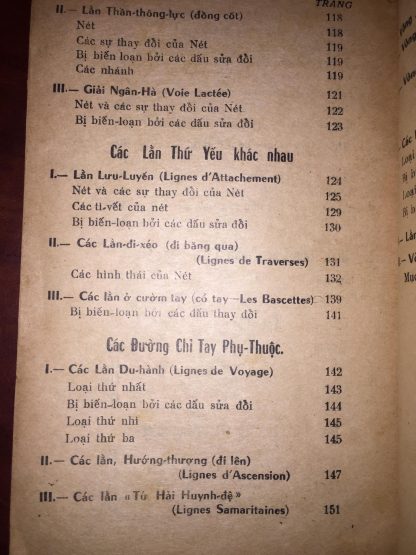 TRANG
II.— Lằn Thần-thông-lực (đồng cốt) 118
Nét 118
Các sự thay đổi của Nét 119
Bị biến-loạn bởi các dấu sửa đổi 119
Các nhánh 119
III.— Giải Ngân-Hà (Voie Lactée) 121
Nét và các sự thay đổi của Nét 122
Bị biến-loạn bởi các dấu sửa đổi 123
Các Lằn Thứ Yếu khác nhau
I.— Lằn Lưu-Luyến (Lignes d'Attachement) 124
Nét và các sự thay đổi của Nét 125
Các tì-vết của nét 129
Bị biến-loạn bởi các dấu sửa đổi 130
II.— Các Lằn-đi-xéo (đi băng qua)
(Lignes de Traverses) 131
Các hình thái của Nét 132
III.— Các lằn ở cườm tay (cổ tay—Les Bascettes) 139
Bị biến-loạn bởi các dấu thay đổi 141
Các Đường Chỉ Tay Phụ-Thuộc.
I.— Các Lằn Du-hành (Lignes de Voyage) 142
Loại thứ nhất 143
Bị biến-loạn bởi các dấu sửa đổi 144
Loại thứ nhì 145
Loại thứ ba 145
II.— Các lằn, Hướng-thượng (đi lên)
(Lignes d'Ascension) 147
III.— Các lằn «Tứ Hải Huynh-đệ»
(Lignes Samaritaines) 151